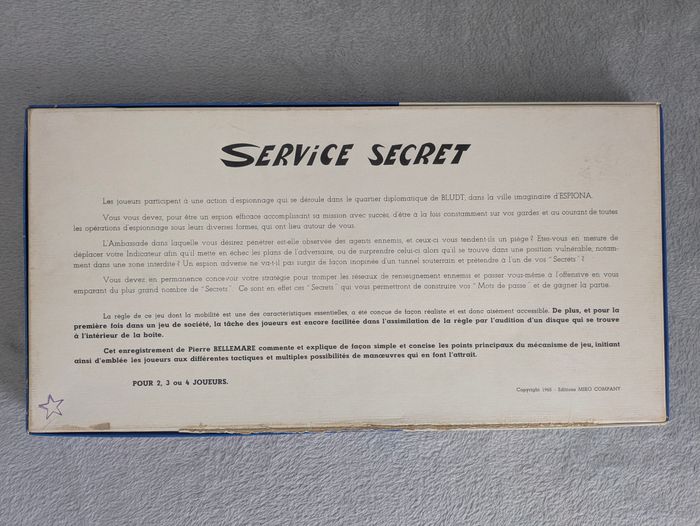 SERVICE SECRET
Les joueurs participent à une action d'espionnage qui se déroule dans le quartier diplomatique de BLUDT, dans la ville imaginaire d'ESPIONA.
Vous vous devez, pour être un espion efficace accomplissant sa mission avec succès, d'être à la fois constamment sur vos gardes et au courant de toutes
les opérations d'espionnage sous leurs diverses formes, qui ont lieu autour de vous.
L'Ambassade dans laquelle vous désirez pénétrer est-elle observée des agents ennemis, et ceux-ci vous tendent-ils un piège ? Etes-vous en mesure de
déplacer votre Indicateur afin qu'il mette en échec les plans de l'adversaire, ou de surprendre celui-ci alors qu'il se trouve dans une position vulnérable, notam-
ment dans une zone interdite ? Un espion adverse ne va-t-il pas surgir de façon inopinée d'un tunnel souterrain et prétendre à l'un de vos "Secrets" ?
Vous devez en permanence concevoir votre stratégie pour tromper les réseaux de renseignement ennemis et passer vous-même à l'offensive en vous
emparant du plus grand nombre de "Secrets". Ce sont en effet ces "Secrets" qui vous permettront de construire vos "Mots de passe" et de gagner la partie.
La règle de ce jeu dont la mobilité est une des caractéristiques essentielles, a été conçue de façon réaliste et est donc aisément accessible. De plus, et pour la
première fois dans un jeu de société, la tâche des joueurs est encore facilitée dans l'assimilation de la règle par l'audition d'un disque qui se trouve
à l'intérieur de la boîte.
Cet enregistrement de Pierre BELLEMARE commente et explique de façon simple et concise les points principaux du mécanisme de jeu, initiant
ainsi d'emblée les joueurs aux différentes tactiques et multiples possibilités de manœuvres qui en font l'attrait.
POUR 2, 3 ou 4 JOUEURS.
Copyright 1966 - Editions MIRO COMPANY